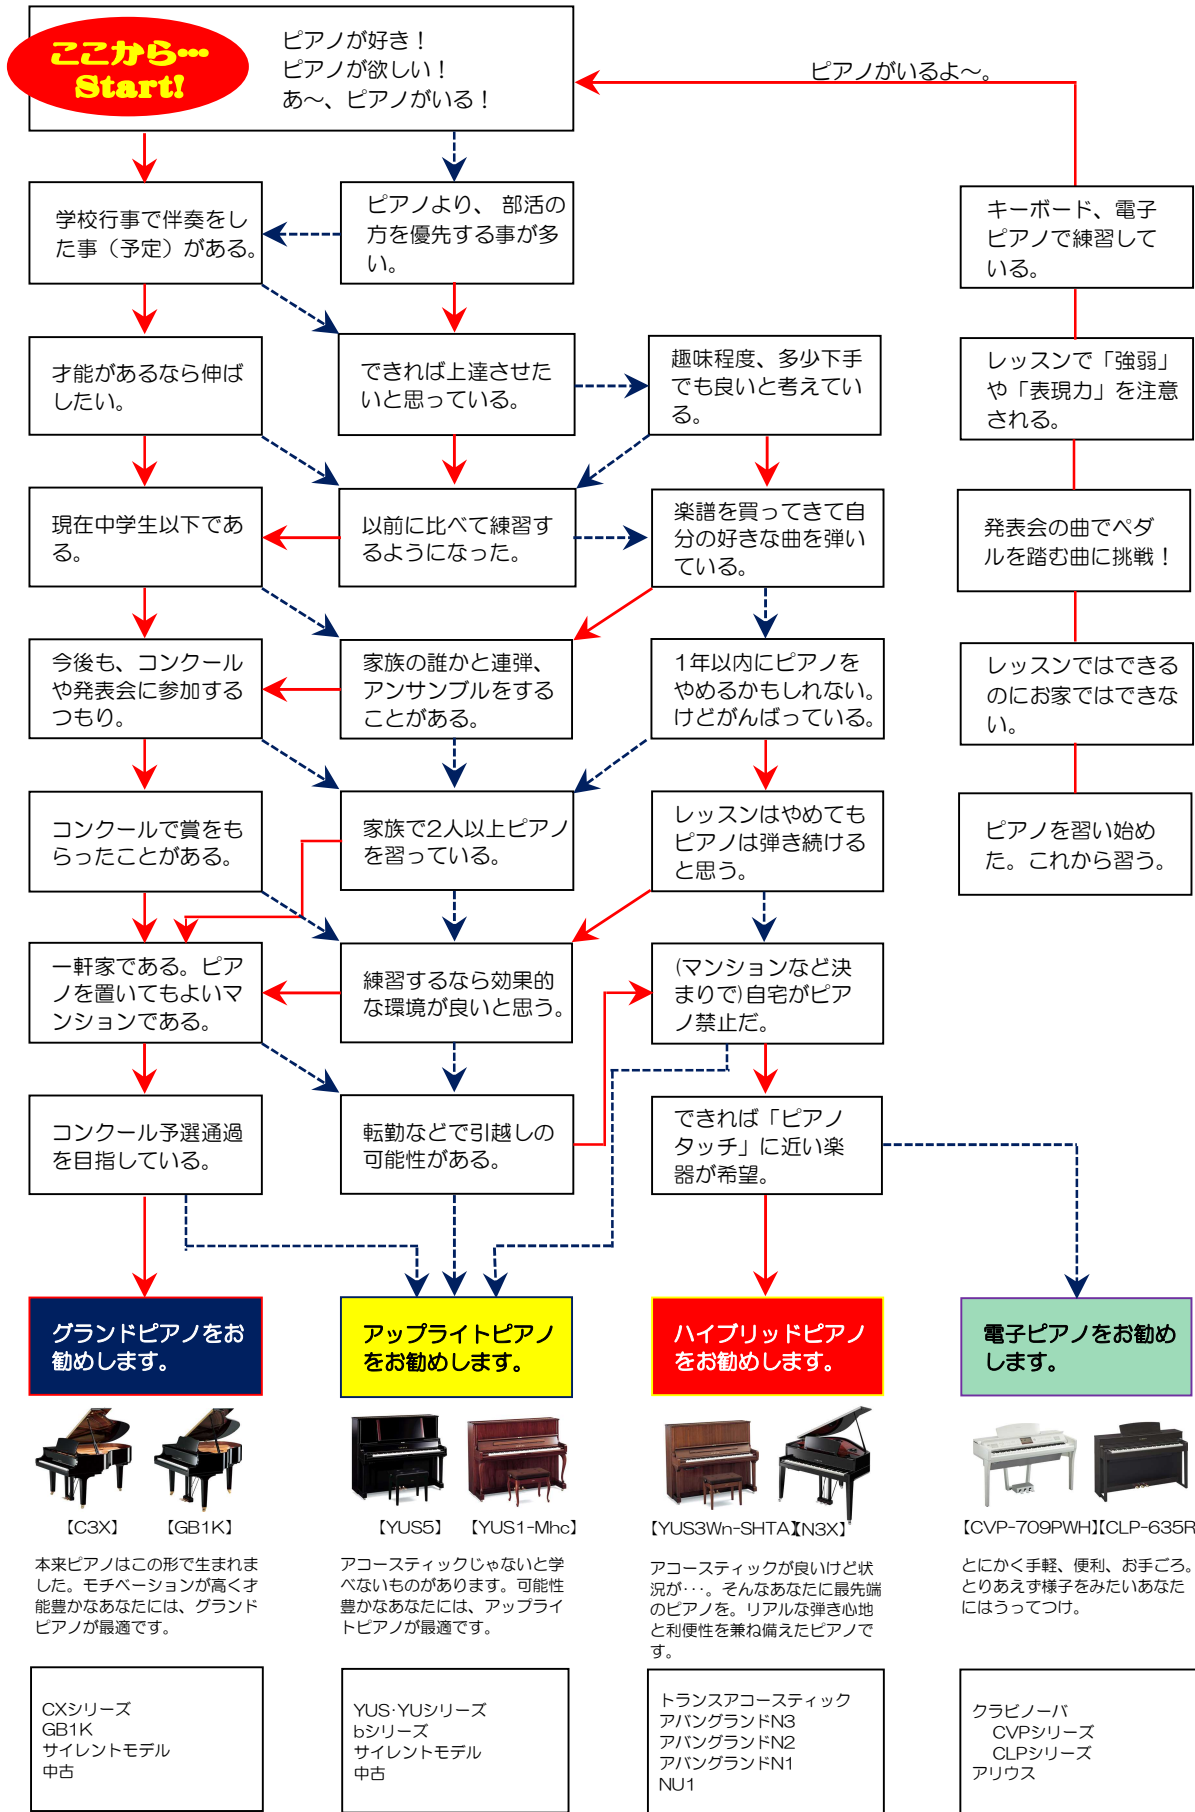 ここから…
Start!
ピアノが好き！
ピアノが欲しい！
あ～、ピアノがいる！
ピアノがいるよ～。
学校行事で伴奏をし
た事（予定）がある。
ピアノより、 部活の
方を優先する事が多
い。
キーボード、電子
ピアノで練習して
いる。
才能があるなら伸ば
したい。
できれば上達させた
いと思っている。
趣味程度、多少下手
でも良いと考えてい
る。
レッスンで「強弱」
や「表現力」を注意
される。
現在中学生以下であ
る。
以前に比べて練習す
るようになった。
楽譜を買ってきて自
分の好きな曲を弾い
ている。
発表会の曲でペダ
ルを踏む曲に挑戦！
今後も、コンクール
や発表会に参加する
つもり。
家族の誰かと連弾、
アンサンブルをする
ことがある。
1年以内にピアノを
やめるかもしれない。
けどがんばっている。
レッスンではできる
のにお家ではできな
い。
コンクールで賞をも
らったことがある。
家族で2人以上ピアノ
を習っている。
レッスンはやめても
ピアノは弾き続ける
と思う。
ピアノを習い始め
た。これから習う。
一軒家である。ピア
ノを置いてもよいマ
ンションである。
練習するなら効果的
な環境が良いと思う。
(マンションなど決
まりで)自宅がピア
ノ禁止だ。
コンクール予選通過
を目指している。
転勤などで引越しの
可能性がある。
できれば「ピアノ
タッチ」に近い楽
器が希望。
グランドピアノをお
勧めします。
アップライトピアノ
をお勧めします。
ハイブリッドピアノ
をお勧めします。
電子ピアノをお勧め
します。
【C3X】 【GB1K】
【YUS5】 【YUS1-Mhc】
【YUS3Wn-SHTA】【N3X】
【CVP-709PWH】【CLP-635R
本来ピアノはこの形で生まれま
した。モチベーションが高く才
能豊かなあなたには、グランド
ピアノが最適です。
アコースティックじゃないと学
べないものがあります。可能性
豊かなあなたには、アップライ
トピアノが最適です。
アコースティックが良いけど状
況が･･･。そんなあなたに最先端
のピアノを。リアルな弾き心地
と利便性を兼ね備えたピアノで
す。
とにかく手軽、便利、お手ごろ。
とりあえず様子をみたいあなた
にはうってつけ。
CXシリーズ
GB1K
サイレントモデル
中古
YUS･YUシリーズ
bシリーズ
サイレントモデル
中古
トランスアコースティック
アバングランドN3
アバングランドN2
アバングランドN1
NU1
クラビノーバ
CVPシリーズ
CLPシリーズ
アリウス